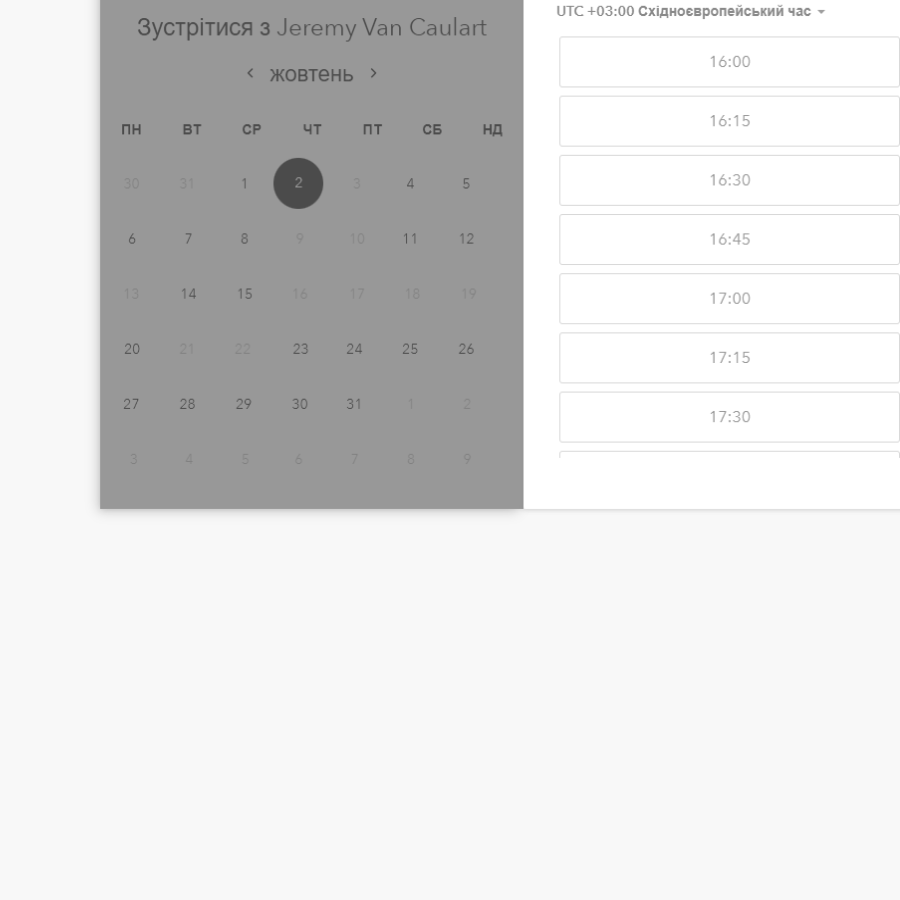 Зустрітися з Jeremy Van Caulart
жовтень
ПН ВТ СР ЧТ ПТ СБ НД
30 31 1 2 3 4 5
6 7 8 9 10 11 12
13 14 15 16 17 18 19
20 21 22 23 24 25 26
27 28 29 30 31 1 2
3 4 5 6 7 8 9
UTC +03:00 Східноєвропейський час
16:00
16:15
16:30
16:45
17:00
17:15
17:30